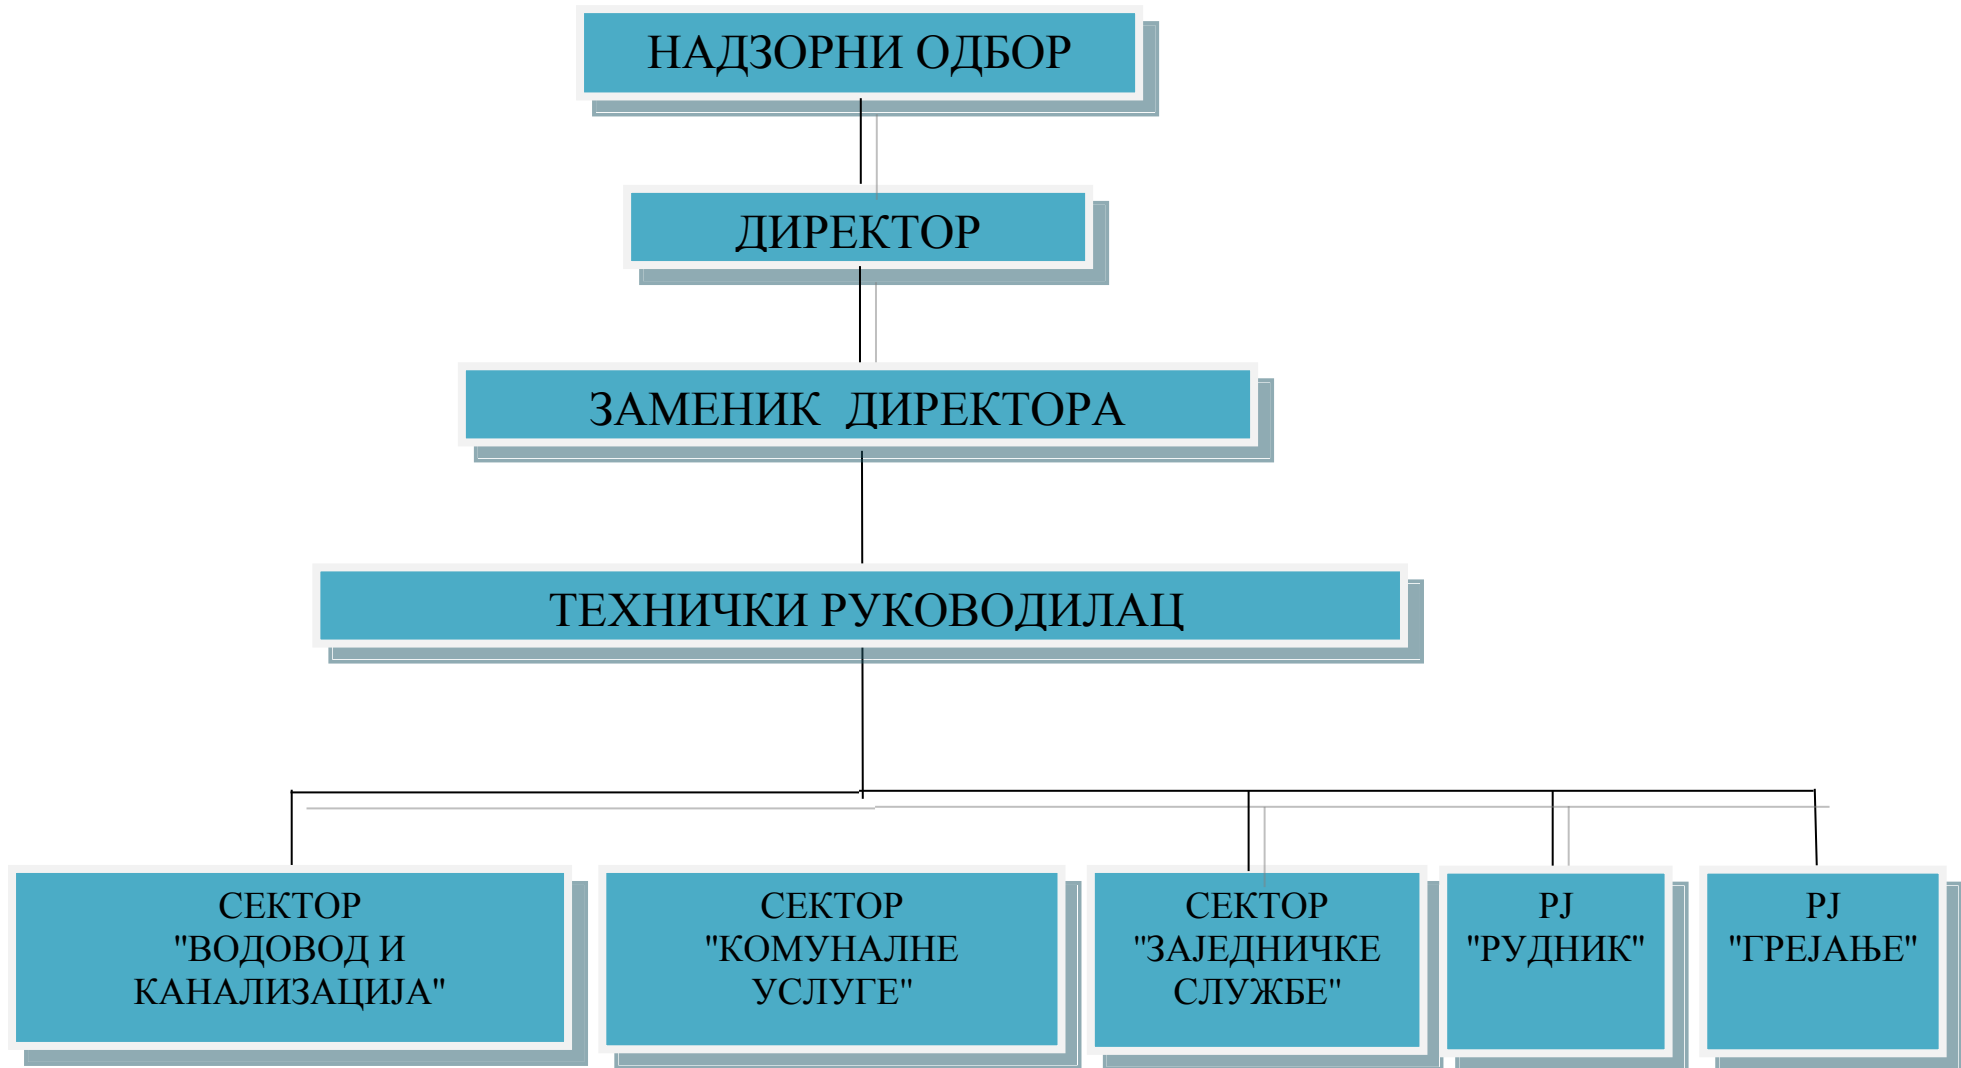 НАДЗОРНИ ОДБОР
ДИРЕКТОР
ЗАМЕНИК ДИРЕКТОРА
ТЕХНИЧКИ РУКОВОДИЛАЦ
СЕКТОР
"ВОДОВОД И
КАНАЛИЗАЦИЈА"
СЕКТОР
"КОМУНАЛНЕ
УСЛУГЕ"
СЕКТОР
"ЗАЈЕДНИЧКЕ
СЛУЖБЕ"
РЈ
"РУДНИК"
РЈ
"ГРЕЈАЊЕ"